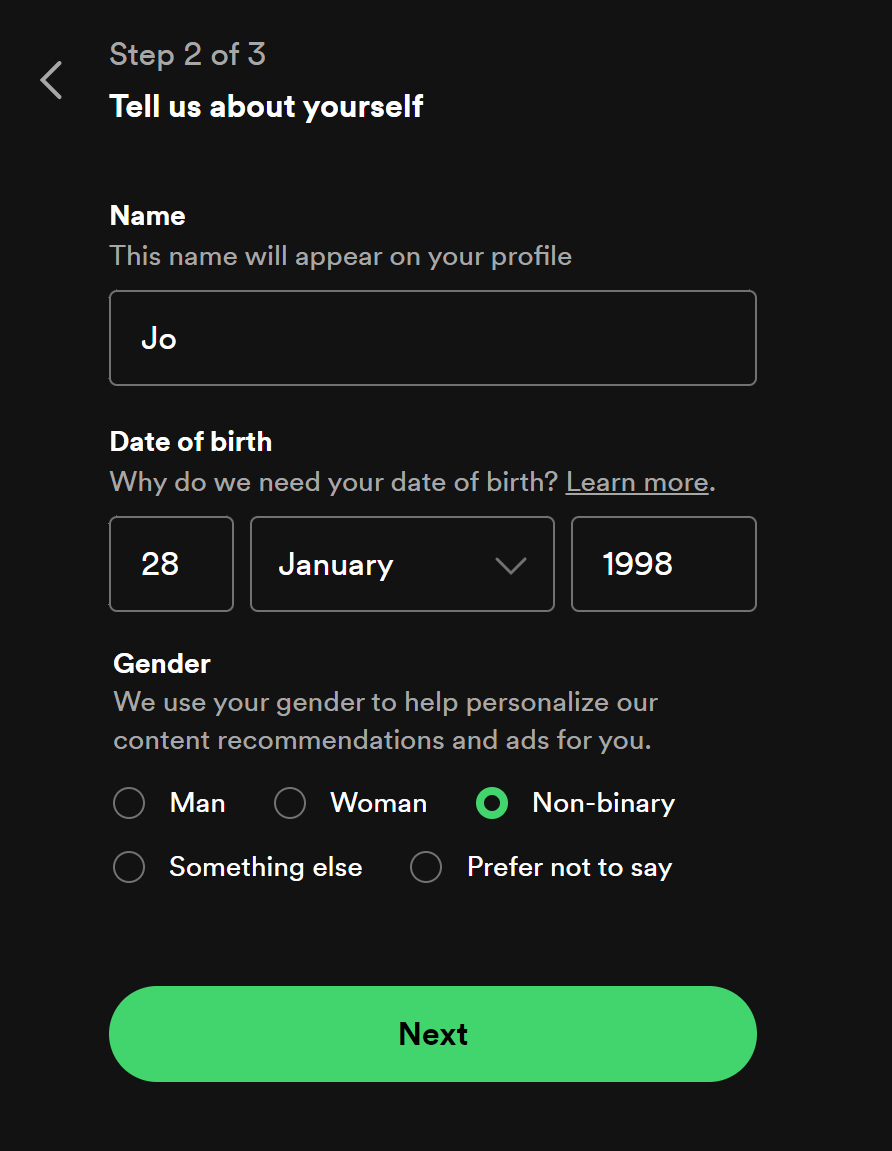 Step 2 of 3
Tell us about yourself
Name
This name will appear on your profile
Jo
Date of birth
Why do we need your date of birth? Learn more.
28 January 1998
Gender
We use your gender to help personalize our
content recommendations and ads for you.
Man Woman Non-binary
Something else Prefer not to say
Next